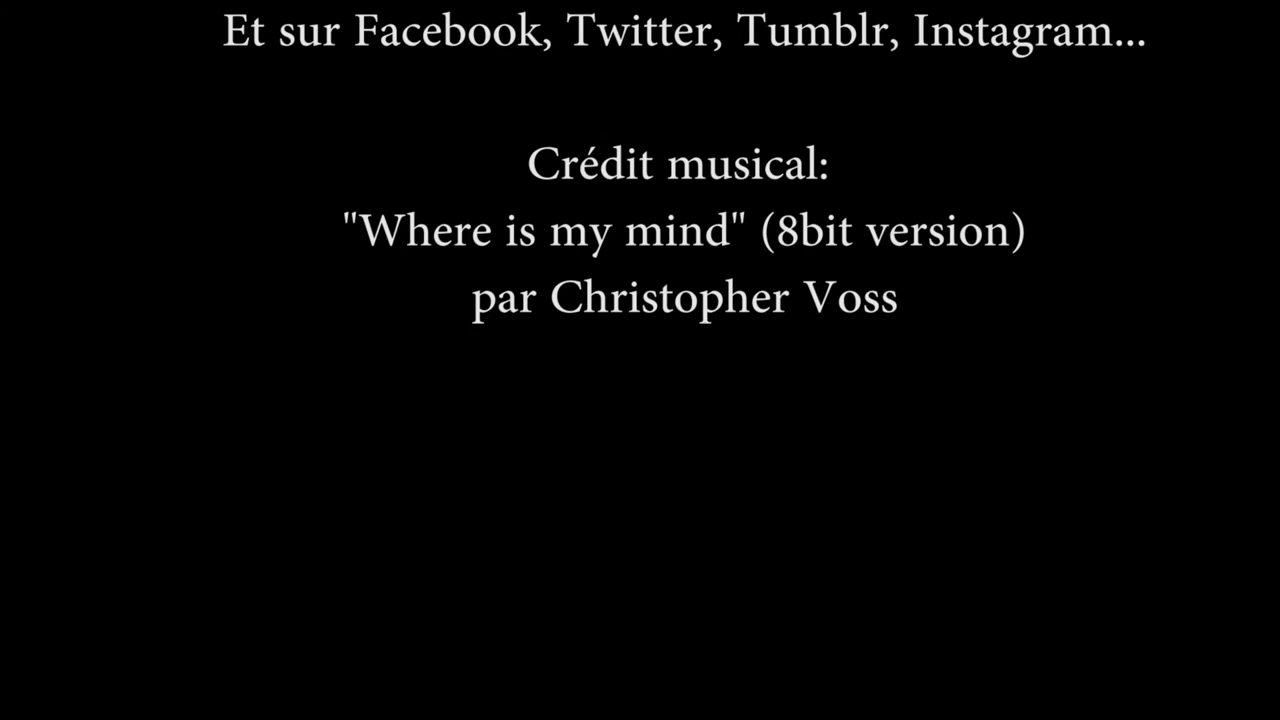 Et sur Facebook, Twitter, Tumblr, Instagram...
Crédit musical:
"Where is my mind" (8bit version)
par Christopher Voss